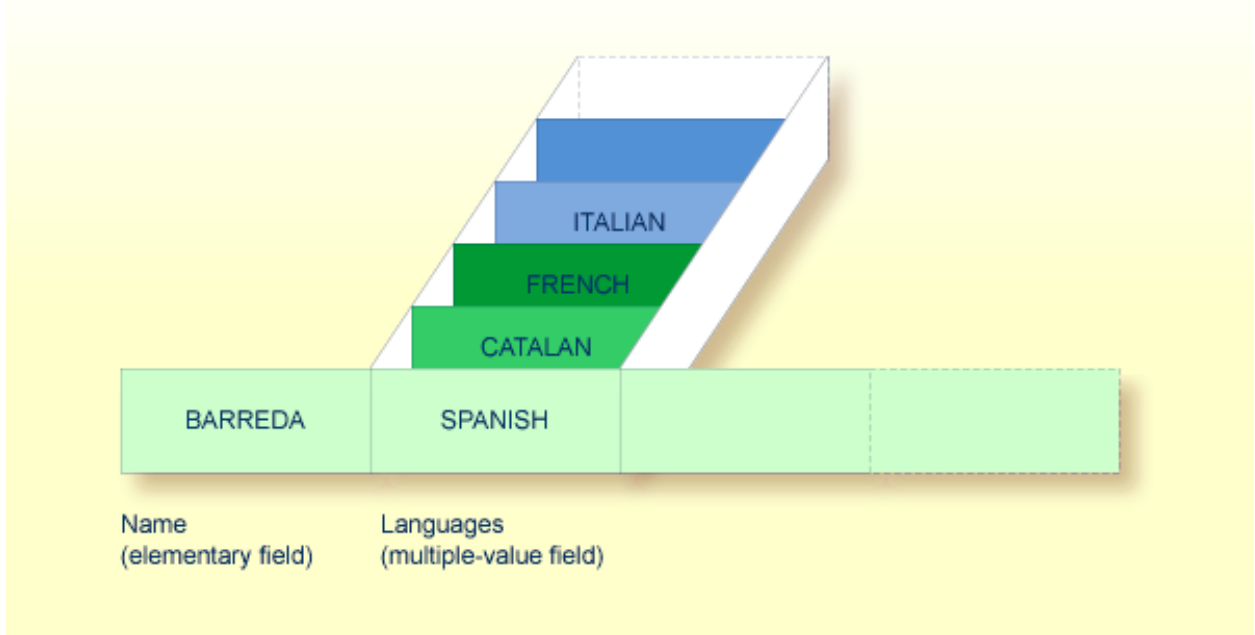 ITALIAN
FRENCH
CATALAN
BARREDA
SPANISH
Name
(elementary field)
Languages
(multiple-value field)